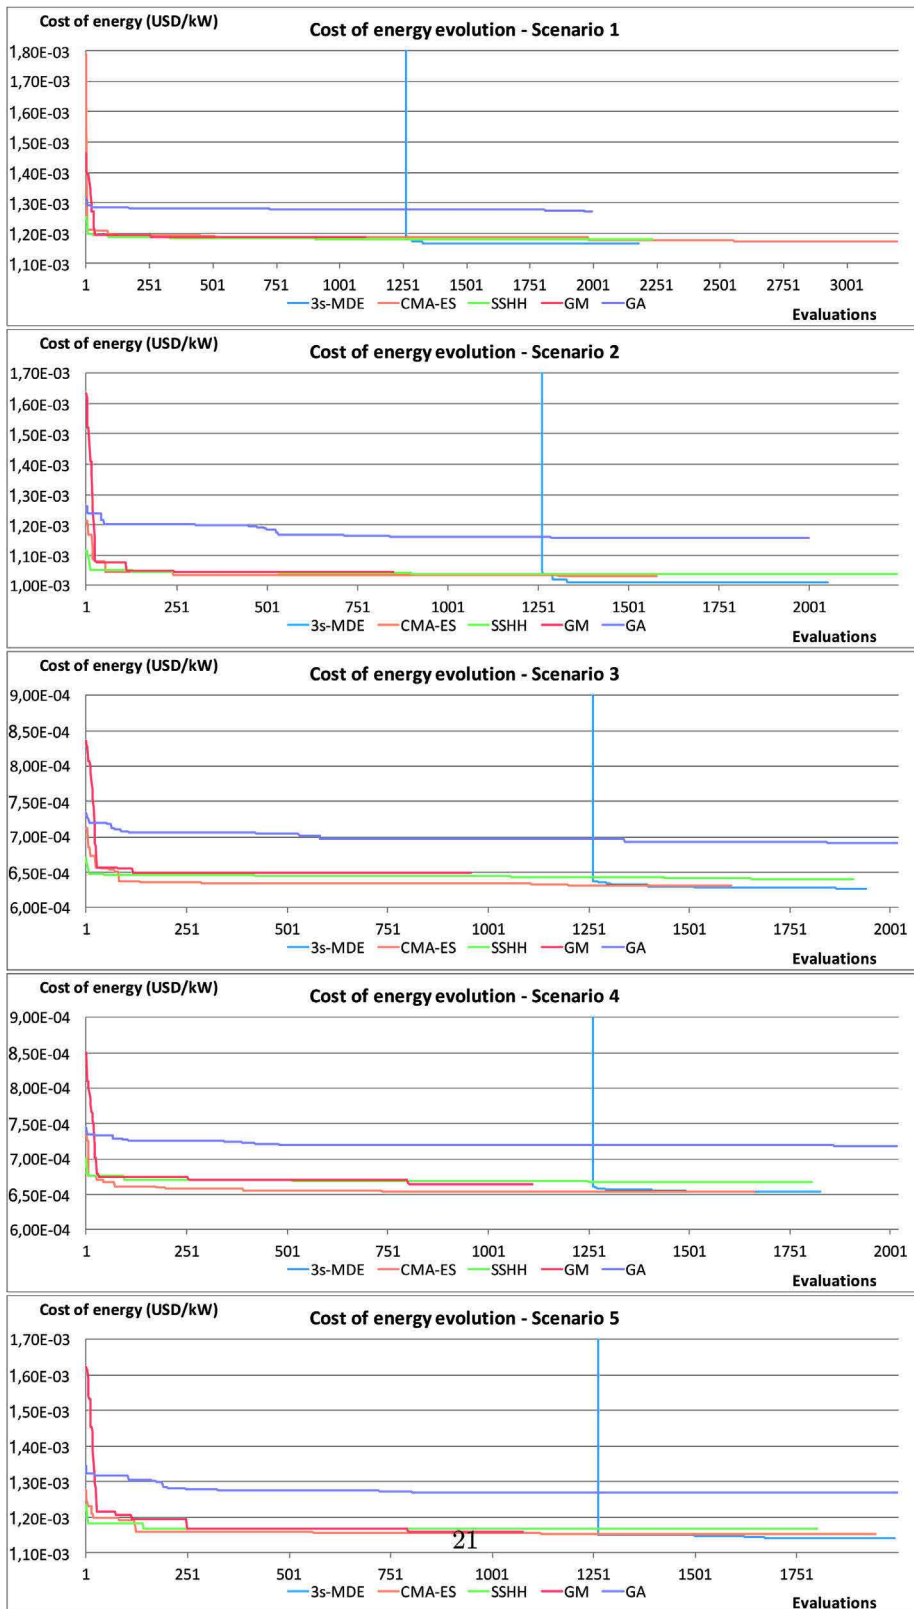 Cost of energy (USD/kW)
Cost of energy evolution - Scenario 1
1,80E-03
1,70E-03
1,60E-03
1,50E-03
1,40E-03
1,30E-03
1,20E-03
1,10E-03
1 251 501 751 1001 1251 1501 1751 2001 2251 2501 2751 3001
3s-MDE CMA-ES SSHH GM GA
Evaluations
Cost of energy (USD/kW)
Cost of energy evolution - Scenario 2
1,70E-03
1,60E-03
1,50E-03
1,40E-03
1,30E-03
1,20E-03
1,10E-03
1,00E-03
1 251 501 751 1001 1251 1501 1751 2001
3s-MDE CMA-ES SSHH GM GA
Evaluations
Cost of energy (USD/kW)
Cost of energy evolution - Scenario 3
9,00E-04
8,50E-04
8,00E-04
7,50E-04
7,00E-04
6,50E-04
6,00E-04
1 251 501 751 1001 1251 1501 1751 2001
3s-MDE CMA-ES SSHH GM GA
Evaluations
Cost of energy (USD/kW)
Cost of energy evolution - Scenario 4
9,00E-04
8,50E-04
8,00E-04
7,50E-04
7,00E-04
6,50E-04
6,00E-04
1 251 501 751 1001 1251 1501 1751 2001
3s-MDE CMA-ES SSHH GM GA
Evaluations
Cost of energy (USD/kW)
Cost of energy evolution - Scenario 5
1,70E-03
1,60E-03
1,50E-03
1,40E-03
1,30E-03
1,20E-03
1,10E-03
21
1 251 501 751 1001 1251 1501 1751
3s-MDE CMA-ES SSHH GM GA
Evaluations